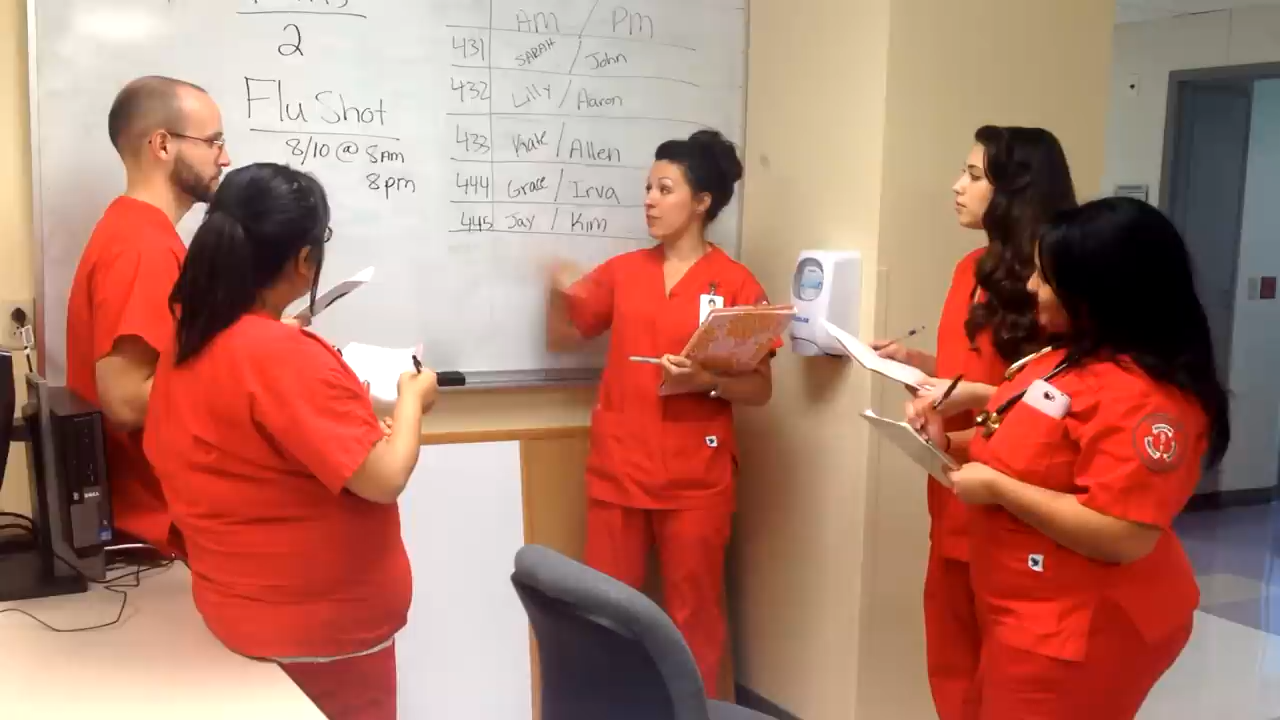 2
Flu Shot
8/10 @ 8AM
8pm
AM / PM
431 SARAH / John
432 Lilly / Aaron
433 Kate / Allen
444 Grace / Irva
445 Jay / Kim
DELL